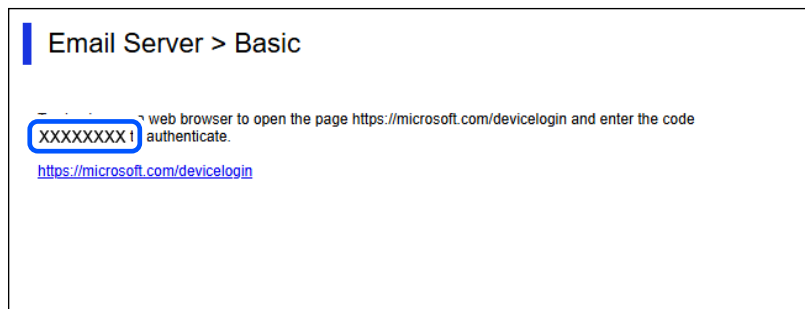 Email Server > Basic
web browser to open the page https://microsoft.com/devicelogin and enter the code
XXXXXXXX t authenticate.
https://microsoft.com/devicelogin